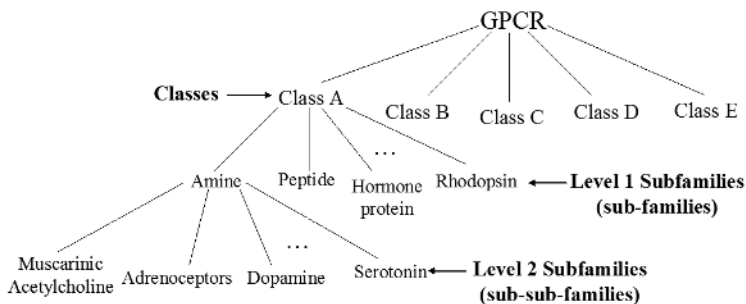 GPCR
Classes
Class A
Class B
Class C
Class D
Class E
Amine
Peptide
...
Hormone
protein
Rhodopsin
Level 1 Subfamilies
(sub-families)
Muscarinic
Acetylcholine
Adrenoceptors
Dopamine
...
Serotonin
Level 2 Subfamilies
(sub-sub-families)